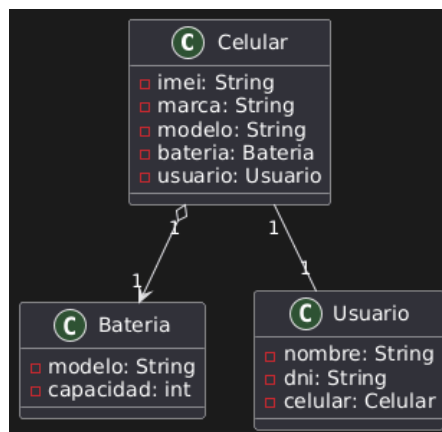 C Celular
imei: String
marca: String
modelo: String
bateria: Bateria
usuario: Usuario
1
1
1
1
C Bateria
modelo: String
capacidad: int
C Usuario
nombre: String
dni: String
celular: Celular